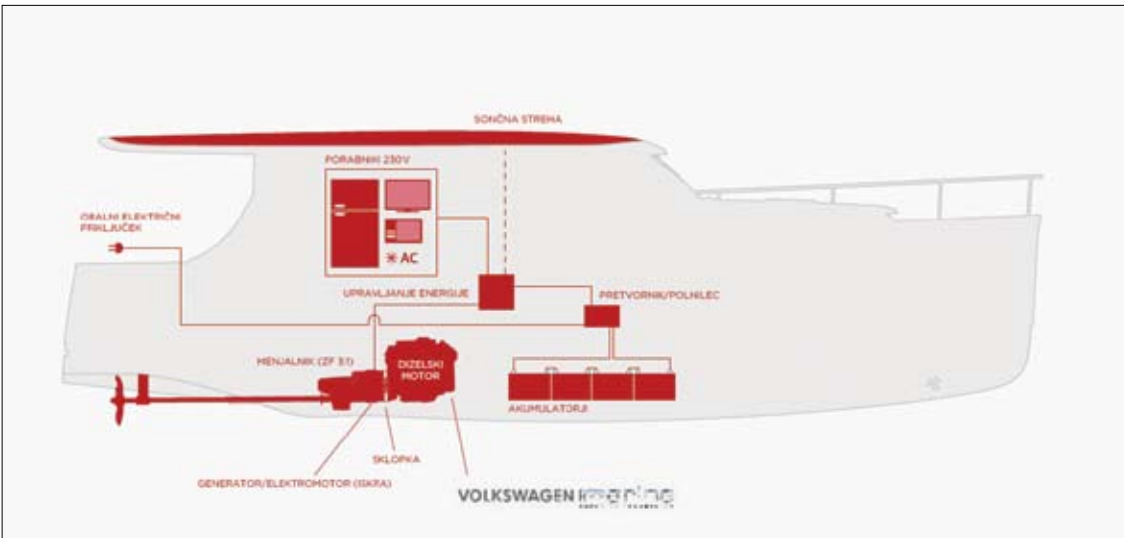 SONČNA STREHA
PORABNIKI 230V
OBALNI ELEKTRIČNI
PRIKLJUČEK
AC
UPRAVLJANJE ENERGIJE
PRETVORNIK/POLNILEC
MENJALNIK (ZF 3:1)
DIZELSKI
MOTOR
AKUMULATORJI
SKLOPKA
GENERATOR/ELEKTROMOTOR (ISKRA)
VOLKSWAGEN marine